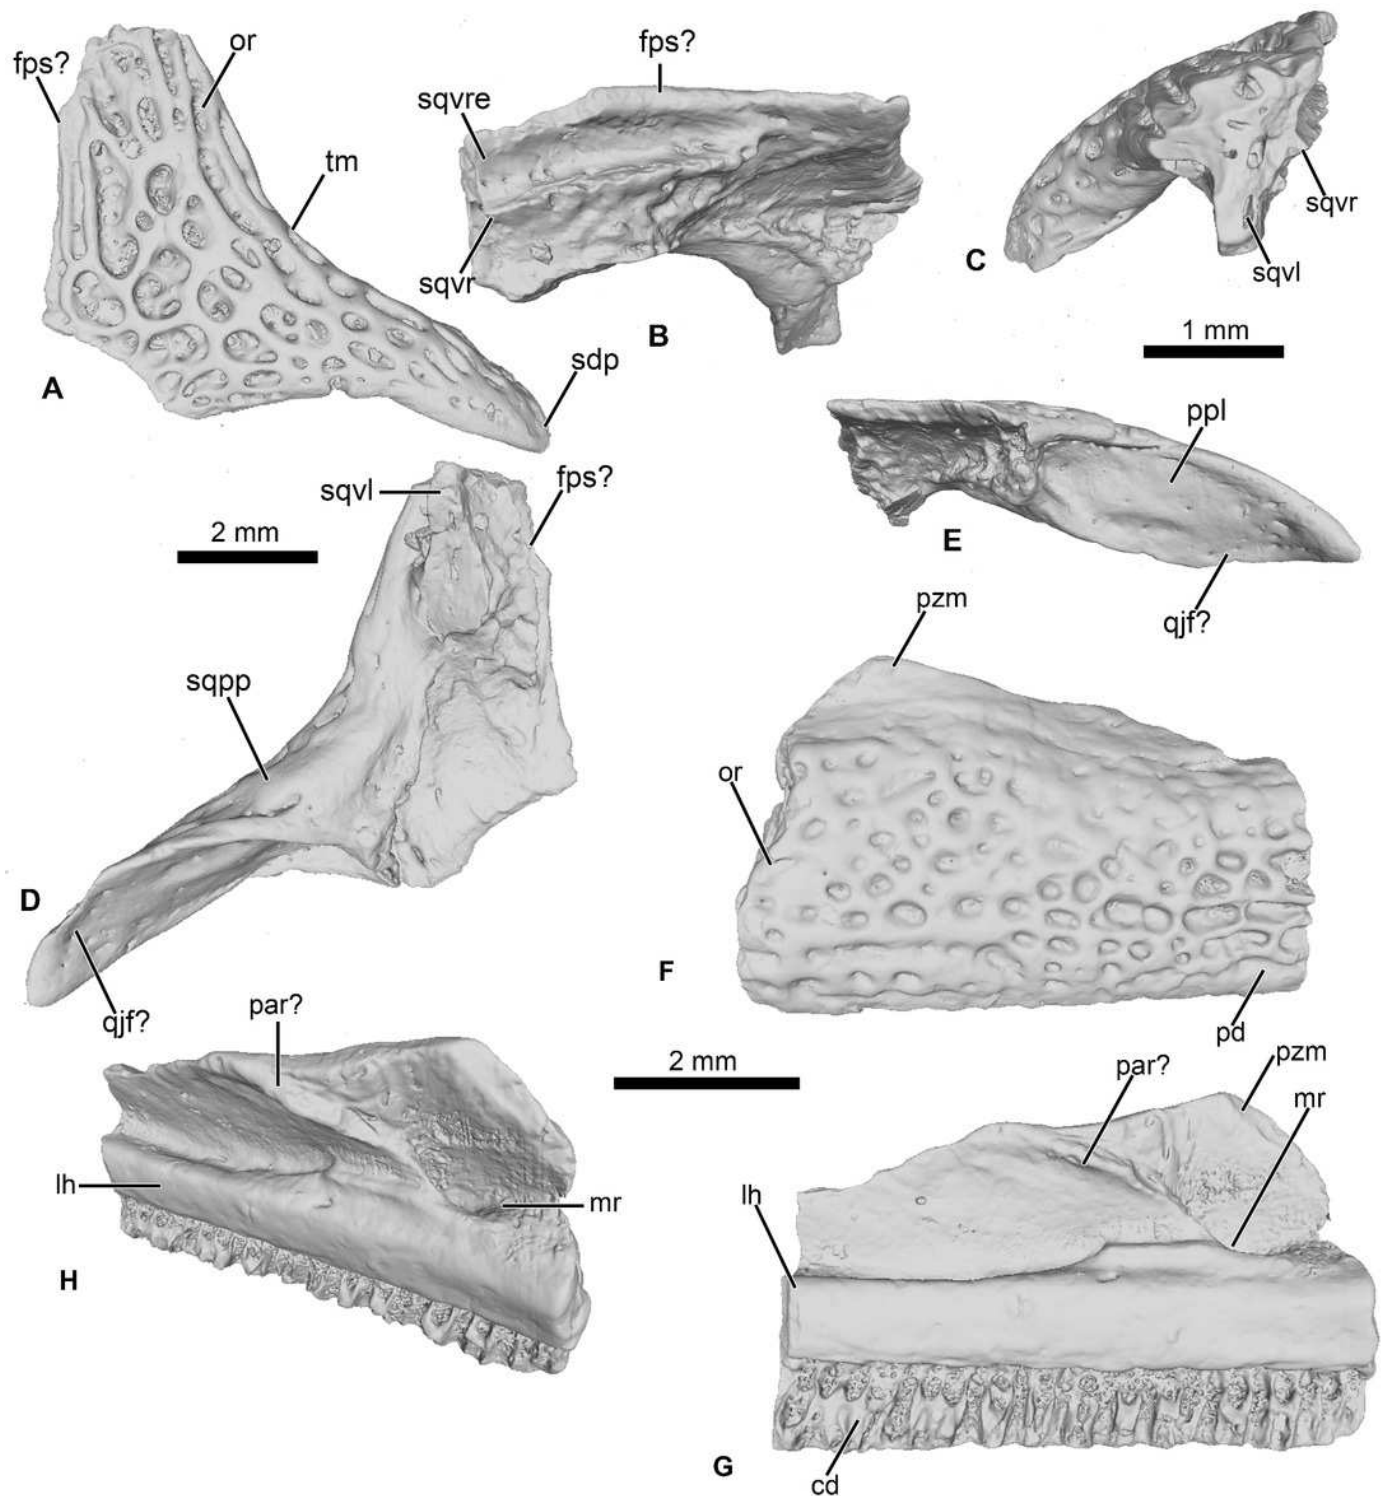 fps?
or
tm
sdp
A
fps?
sqvre
sqvr
B
sqvr
sqvl
C
1 mm
ppl
qjf?
E
sqvl
fps?
2 mm
sqpp
qjf?
D
pzm
or
pd
F
par?
lh
mr
H
2 mm
par?
pzm
mr
lh
cd
G